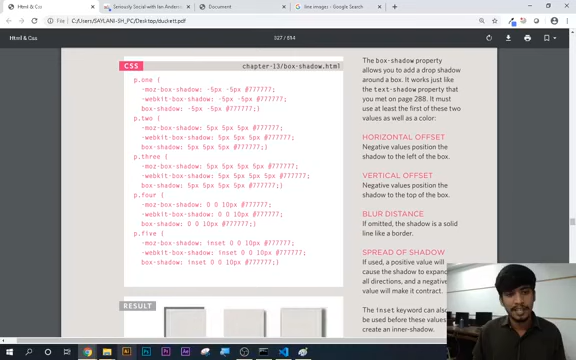 Html & Css
Seriously Social with Ian Anders
Document
line images - Google Search
File | C:/Users/SAYLANI-SH_PC/Desktop/duckett.pdf
Html & Css
327 / 514
CSS
chapter-13/box-shadow.html
p.one {
-moz-box-shadow: -5px -5px #777777;
-webkit-box-shadow: -5px -5px #777777;
box-shadow: -5px -5px #777777;}
p.two {
-moz-box-shadow: 5px 5px 5px #777777;
-webkit-box-shadow: 5px 5px 5px #777777;
box-shadow: 5px 5px 5px #777777;}
p.three {
-moz-box-shadow: 5px 5px 5px 5px #777777;
-webkit-box-shadow: 5px 5px 5px 5px #777777;
box-shadow: 5px 5px 5px 5px #777777;}
p.four {
-moz-box-shadow: 0 0 10px #777777;
-webkit-box-shadow: 0 0 10px #777777;
box-shadow: 0 0 10px #777777;}
p.five {
-moz-box-shadow: inset 0 0 10px #777777;
-webkit-box-shadow: inset 0 0 10px #777777;
box-shadow: inset 0 0 10px #777777;}
RESULT
The box-shadow property
allows you to add a drop shadow
around a box. It works just like
the text-shadow property that
you met on page 288. It must
use at least the first of these two
values as well as a color:
HORIZONTAL OFFSET
Negative values position the
shadow to the left of the box.
VERTICAL OFFSET
Negative values position the
shadow to the top of the box.
BLUR DISTANCE
If omitted, the shadow is a solid
line like a border.
SPREAD OF SHADOW
If used, a positive value will
cause the shadow to expand
all directions, and a negative
value will make it contract.
The inset keyword can also
be used before these values
create an inner-shadow.